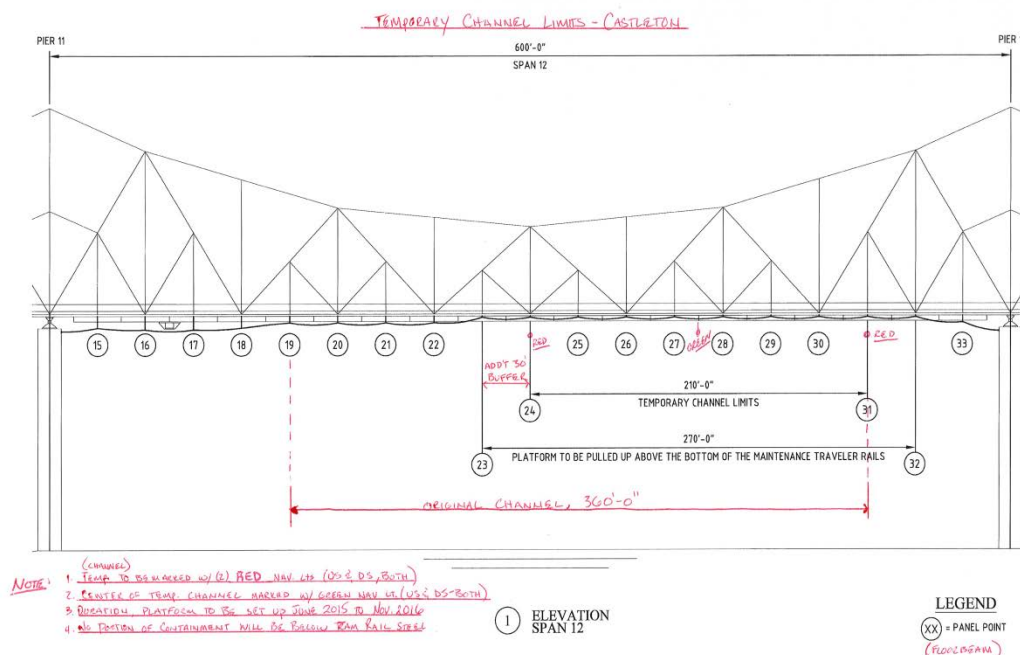 TEMPORARY CHANNEL LIMITS - CASTLETON
PIER 11
600'-0"
PIER
SPAN 12
15
16
17
18
19
20
21
22
RED
25
26
27
GREEN
28
29
30
RED
33
ADD'T 30'
BUFFER
24
210'-0"
TEMPORARY CHANNEL LIMITS
31
23
270'-0"
PLATFORM TO BE PULLED UP ABOVE THE BOTTOM OF THE MAINTENANCE TRAVELER RAILS
32
ORIGINAL CHANNEL, 360'-0"
(CHANNEL)
NOTE: 1. TEMP. TO BE MARKED W/ (2) RED NAV. LTS (US & DS, BOTH)
2. CENTER OF TEMP. CHANNEL MARKED W/ GREEN NAV LT. (US & DS-BOTH)
3. DURATION, PLATFORM TO BE SET UP JUNE 2015 TO NOV. 2016
4. NO PORTION OF CONTAINMENT WILL BE BELOW RAIL STEEL
1 ELEVATION
SPAN 12
LEGEND
XX = PANEL POINT
(FLOORBEAM)